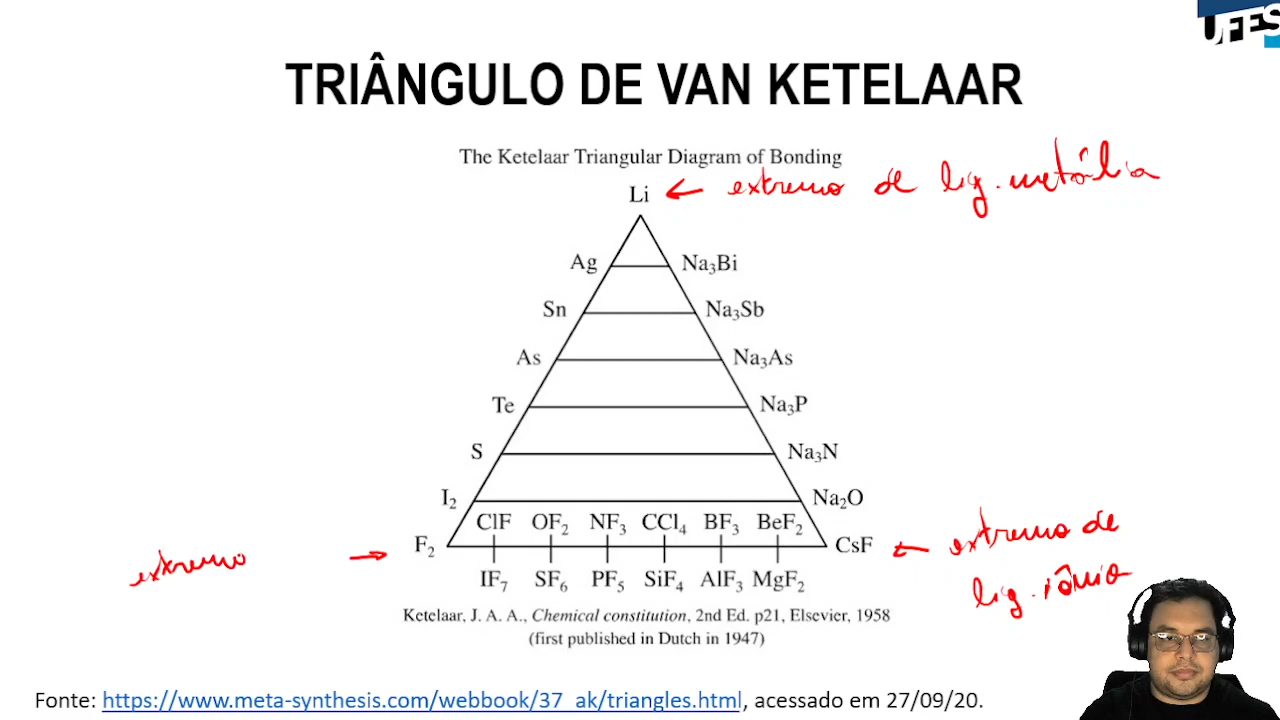 UFES
TRIÂNGULO DE VAN KETELAAR
The Ketelaar Triangular Diagram of Bonding
Li ← extremo de lig. metálica
Ag Na₃Bi
Sn Na₃Sb
As Na₃As
Te Na₃P
S Na₃N
I₂ Na₂O
ClF OF₂ NF₃ CCl₄ BF₃ BeF₂
extremo → F₂ CsF ← extremo de
lig. iônica
IF₇ SF₆ PF₅ SiF₄ AlF₃ MgF₂
Ketelaar, J. A. A., Chemical constitution, 2nd Ed. p21, Elsevier, 1958
(first published in Dutch in 1947)
Fonte: https://www.meta-synthesis.com/webbook/37_ak/triangles.html, acessado em 27/09/20.